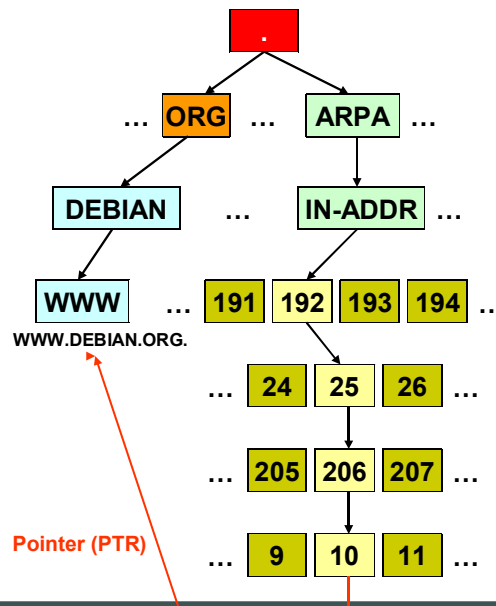 .
… ORG … ARPA …
DEBIAN … IN-ADDR …
WWW … 191 192 193 194 ..
WWW.DEBIAN.ORG.
… 24 25 26 …
… 205 206 207 …
Pointer (PTR)
… 9 10 11 …